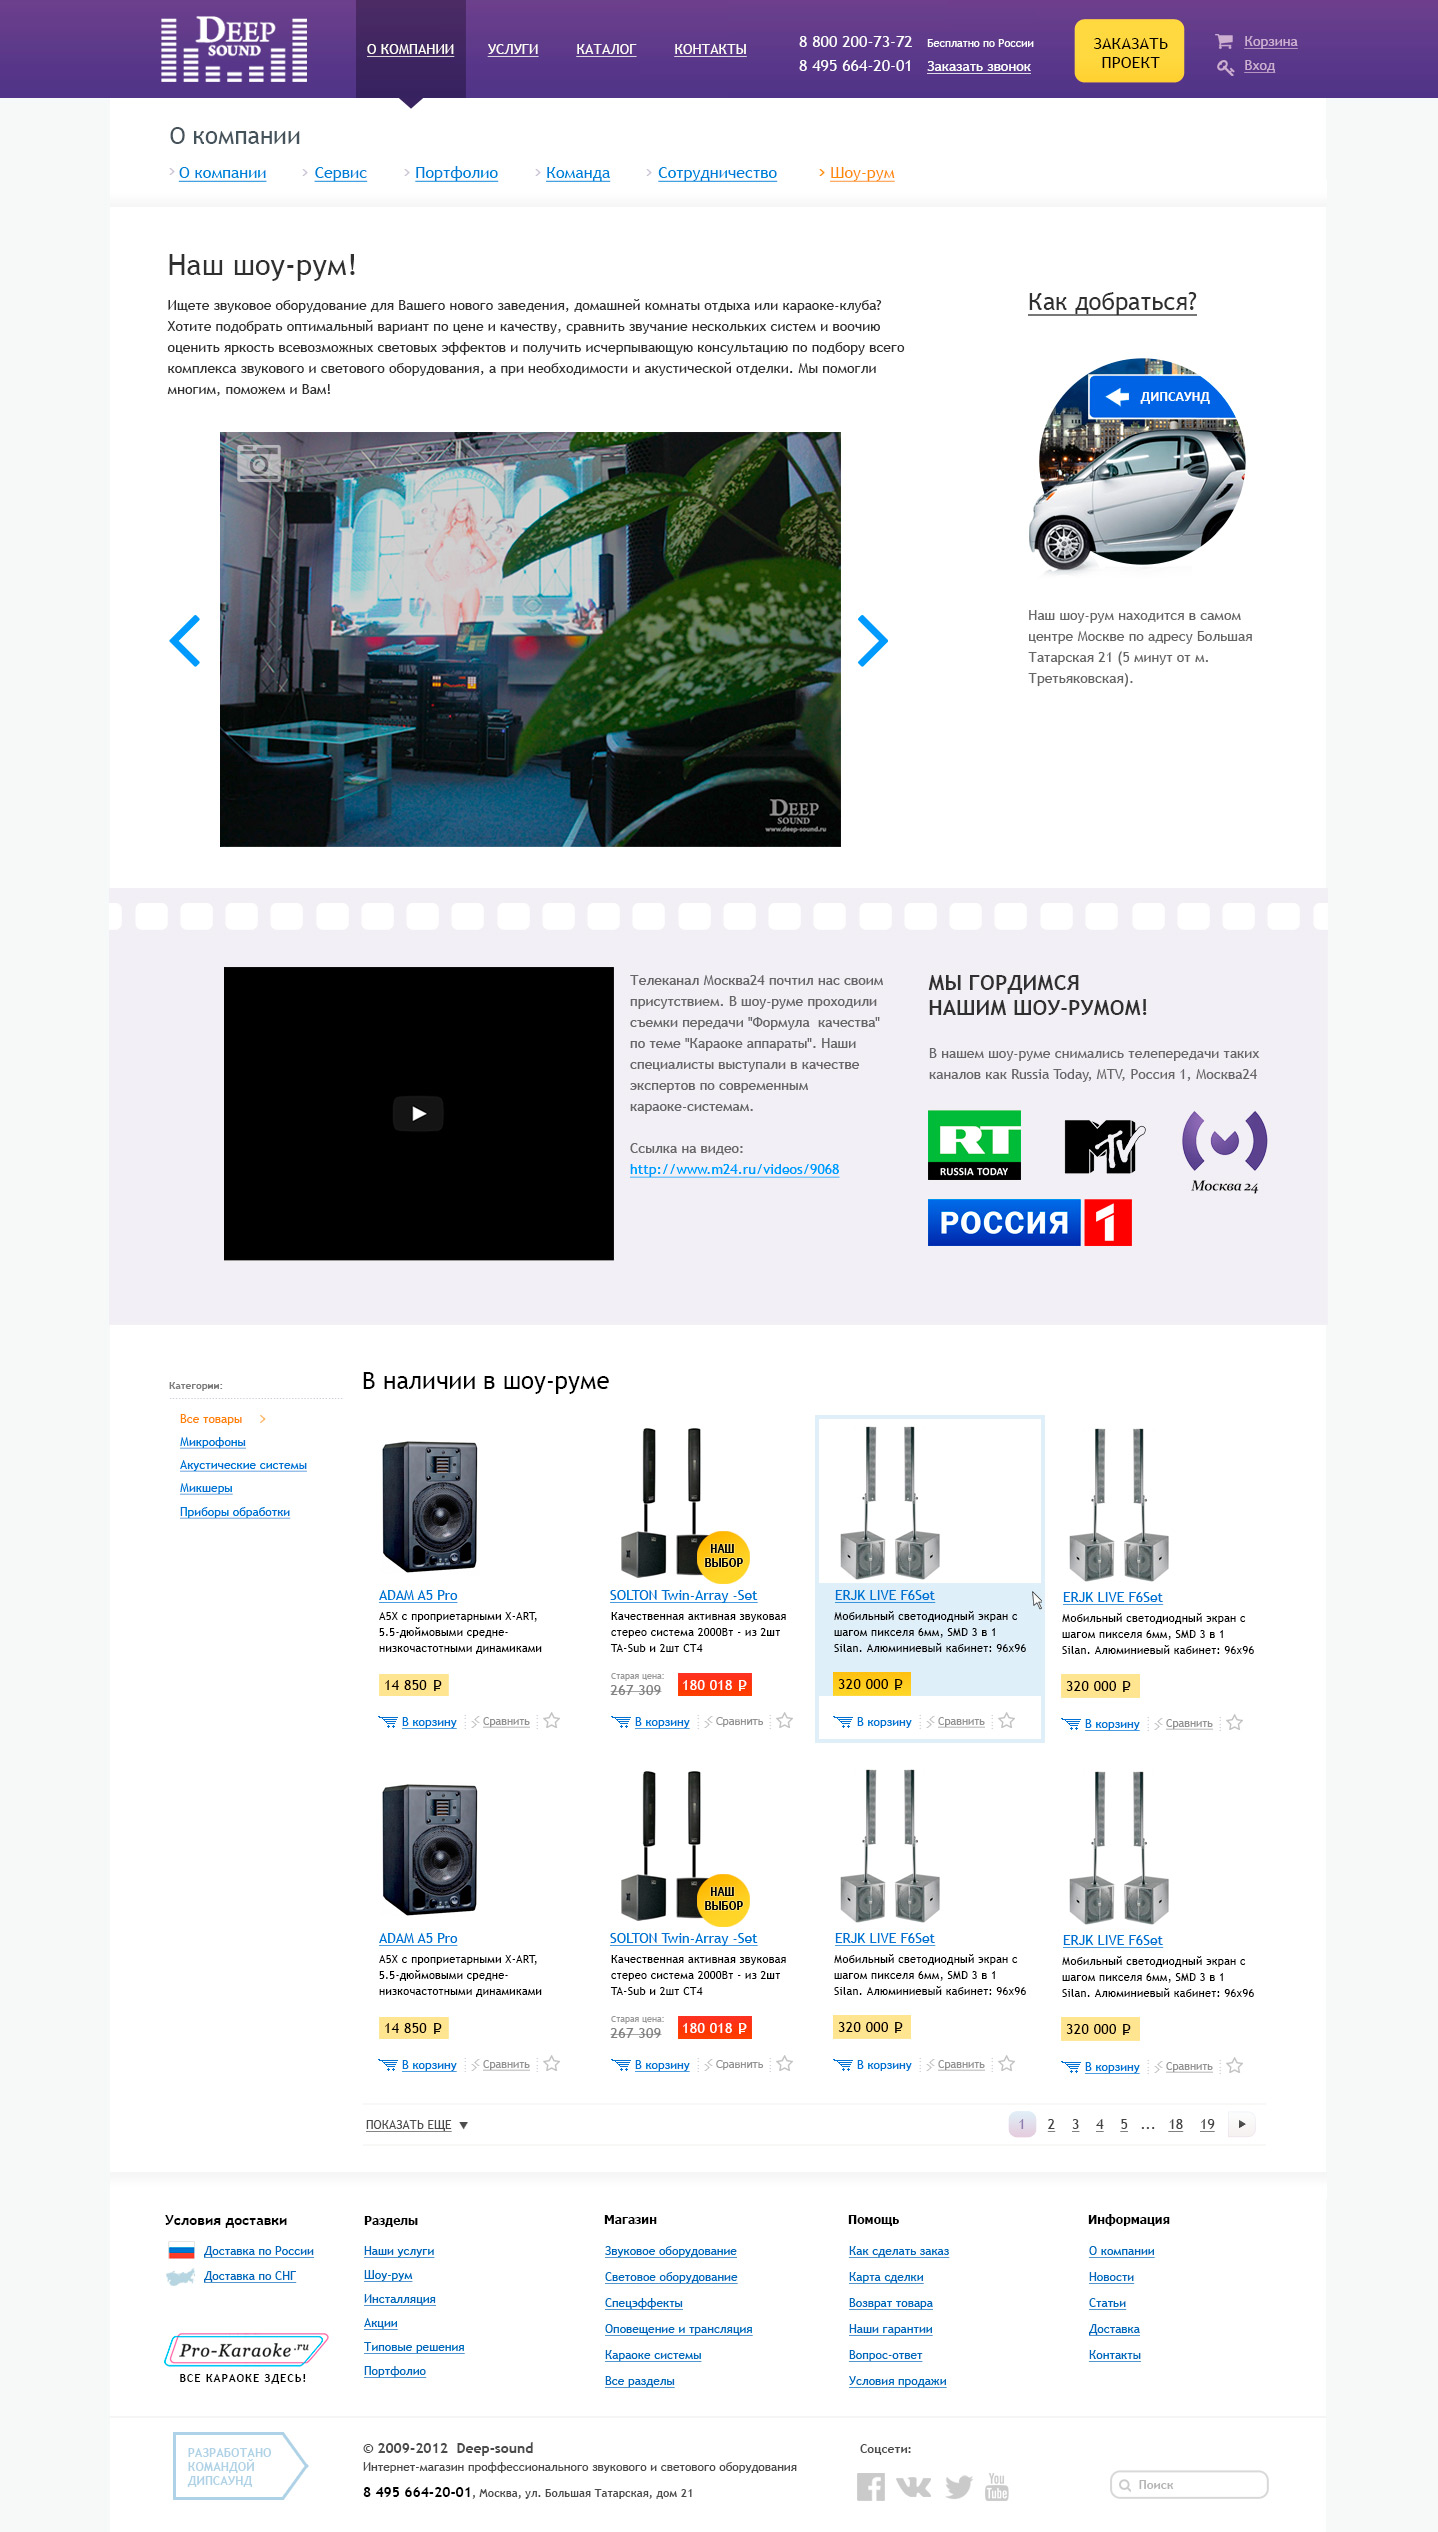 DEEP
SOUND
О КОМПАНИИ
УСЛУГИ
КАТАЛОГ
КОНТАКТЫ
8 800 200-73-72 Бесплатно по России
8 495 664-20-01 Заказать звонок
ЗАКАЗАТЬ
ПРОЕКТ
Корзина
Вход
О компании
О компании
Сервис
Портфолио
Команда
Сотрудничество
Шоу-рум
Наш шоу-рум!
Ищете звуковое оборудование для Вашего нового заведения, домашней комнаты отдыха или караоке-клуба?
Хотите подобрать оптимальный вариант по цене и качеству, сравнить звучание нескольких систем и воочию
оценить яркость всевозможных световых эффектов и получить исчерпывающую консультацию по подбору всего
комплекса звукового и светового оборудования, а при необходимости и акустической отделки. Мы помогли
многим, поможем и Вам!
DEEP
SOUND
www.deep-sound.ru
Как добраться?
ДИПСАУНД
Наш шоу-рум находится в самом
центре Москве по адресу Большая
Татарская 21 (5 минут от м.
Третьяковская).
Телеканал Москва24 почтил нас своим
присутствием. В шоу-руме проходили
съемки передачи "Формула  качества"
по теме "Караоке аппараты". Наши
специалисты выступали в качестве
экспертов по современным
караоке-системам.
Ссылка на видео:
http://www.m24.ru/videos/9068
МЫ ГОРДИМСЯ
НАШИМ ШОУ-РУМОМ!
В нашем шоу-руме снимались телепередачи таких
каналов как Russia Today, MTV, Россия 1, Москва24
RT
RUSSIA TODAY
MTV
Москва 24
РОССИЯ 1
Категории:
Все товары
Микрофоны
Акустические системы
Микшеры
Приборы обработки
В наличии в шоу-руме
ADAM A5 Pro
A5X с проприетарными X-ART,
5.5-дюймовыми средне-
низкочастотными динамиками
14 850 ₽
В корзину
Сравнить
НАШ
ВЫБОР
SOLTON Twin-Array -Set
Качественная активная звуковая
стерео система 2000Вт - из 2шт
TA-Sub и 2шт CT4
Старая цена:
267 309
180 018 ₽
В корзину
Сравнить
ERJK LIVE F6Set
Мобильный светодиодный экран с
шагом пикселя 6мм, SMD 3 в 1
Silan. Алюминиевый кабинет: 96x96
320 000 ₽
В корзину
Сравнить
ERJK LIVE F6Set
Мобильный светодиодный экран с
шагом пикселя 6мм, SMD 3 в 1
Silan. Алюминиевый кабинет: 96x96
320 000 ₽
В корзину
Сравнить
ADAM A5 Pro
A5X с проприетарными X-ART,
5.5-дюймовыми средне-
низкочастотными динамиками
14 850 ₽
В корзину
Сравнить
НАШ
ВЫБОР
SOLTON Twin-Array -Set
Качественная активная звуковая
стерео система 2000Вт - из 2шт
TA-Sub и 2шт CT4
Старая цена:
267 309
180 018 ₽
В корзину
Сравнить
ERJK LIVE F6Set
Мобильный светодиодный экран с
шагом пикселя 6мм, SMD 3 в 1
Silan. Алюминиевый кабинет: 96x96
320 000 ₽
В корзину
Сравнить
ERJK LIVE F6Set
Мобильный светодиодный экран с
шагом пикселя 6мм, SMD 3 в 1
Silan. Алюминиевый кабинет: 96x96
320 000 ₽
В корзину
Сравнить
ПОКАЗАТЬ ЕЩЕ
1 2 3 4 5 ... 18 19
Условия доставки
Доставка по России
Доставка по СНГ
Pro-Karaoke.ru
ВСЕ КАРАОКЕ ЗДЕСЬ!
Разделы
Наши услуги
Шоу-рум
Инсталляция
Акции
Типовые решения
Портфолио
Магазин
Звуковое оборудование
Световое оборудование
Спецэффекты
Оповещение и трансляция
Караоке системы
Все разделы
Помощь
Как сделать заказ
Карта сделки
Возврат товара
Наши гарантии
Вопрос-ответ
Условия продажи
Информация
О компании
Новости
Статьи
Доставка
Контакты
РАЗРАБОТАНО
КОМАНДОЙ
ДИПСАУНД
© 2009-2012  Deep-sound
Интернет-магазин проффессионального звукового и светового оборудования
8 495 664-20-01, Москва, ул. Большая Татарская, дом 21
Соцсети:
You
Tube
Поиск